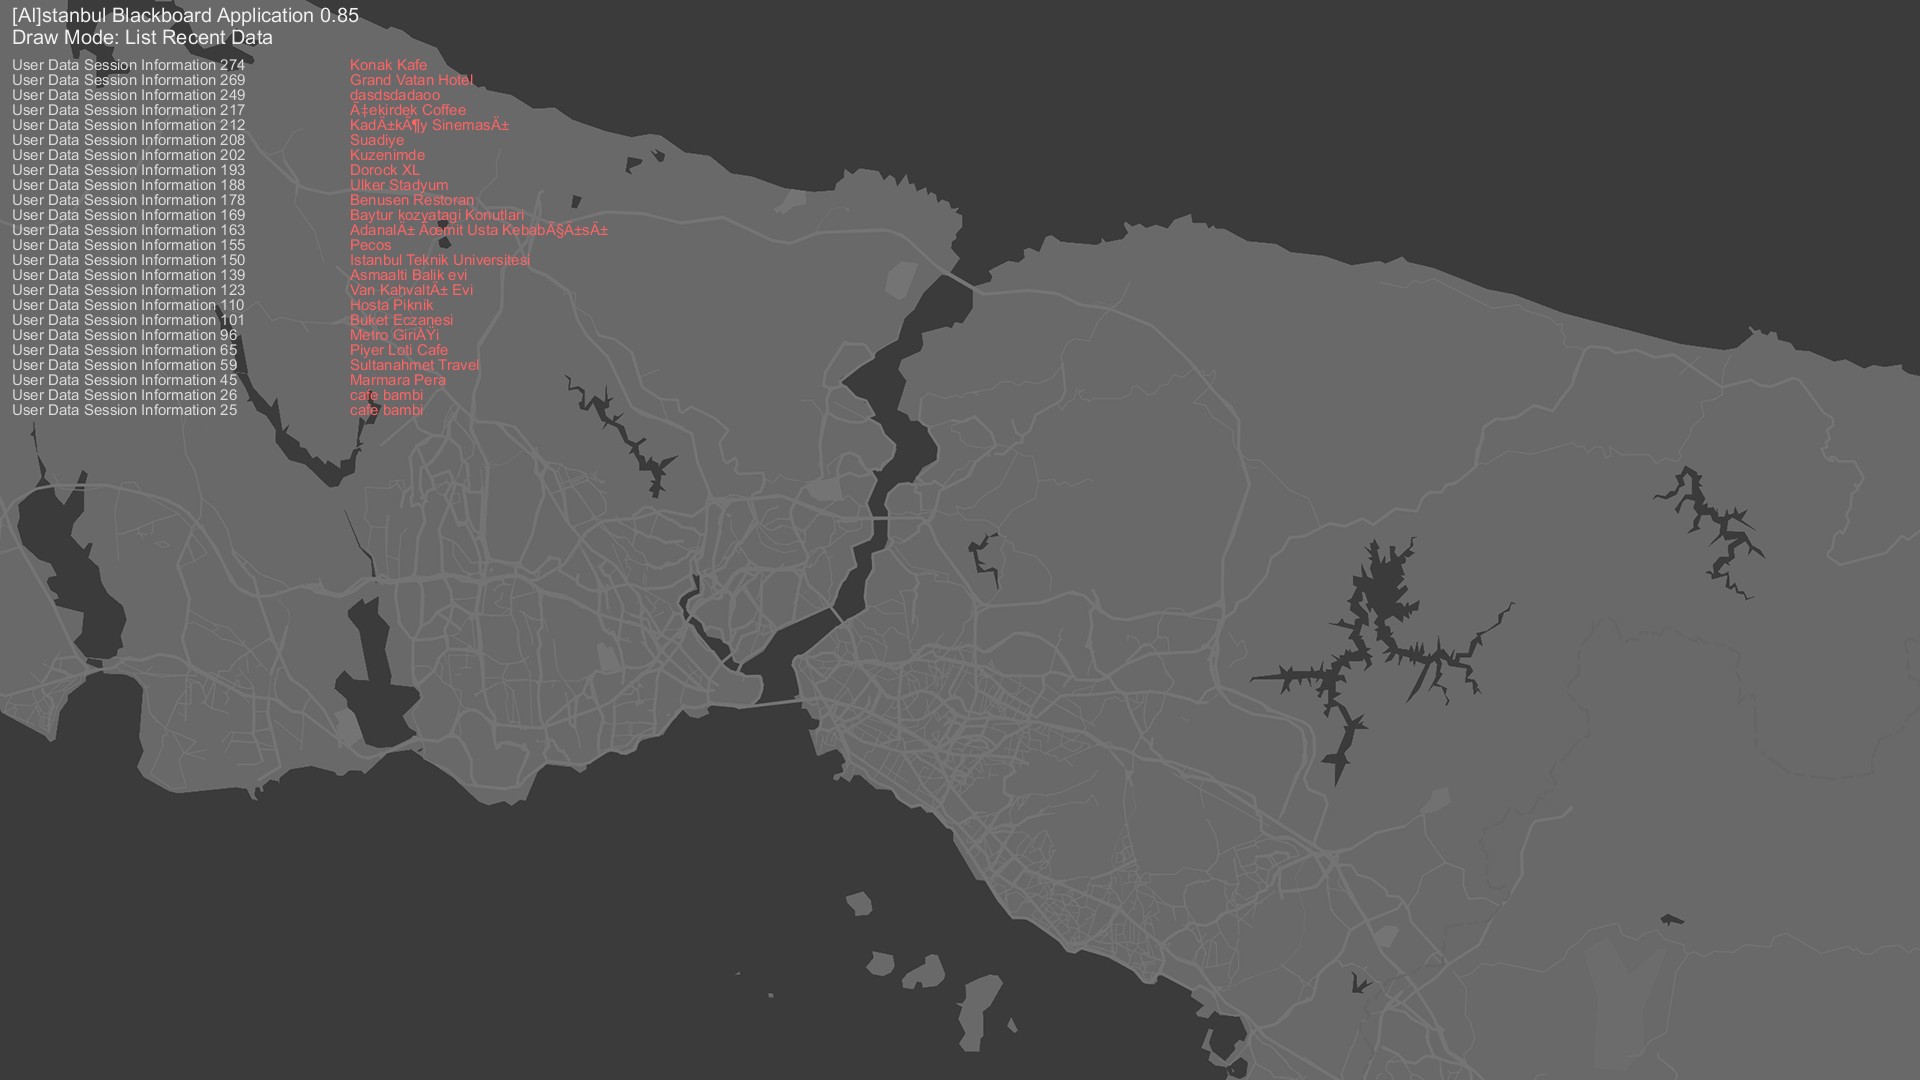 [AI]stanbul Blackboard Application 0.85
Draw Mode: List Recent Data
User Data Session Information 274 Konak Kafe
User Data Session Information 269 Grand Vatan Hotel
User Data Session Information 249 dasdsdadaoo
User Data Session Information 217 Ã‡ekirdek Coffee
User Data Session Information 212 KadÄ±kÃ¶y SinemasÄ±
User Data Session Information 208 Suadiye
User Data Session Information 202 Kuzenimde
User Data Session Information 193 Dorock XL
User Data Session Information 188 Ulker Stadyum
User Data Session Information 178 Benusen Restoran
User Data Session Information 169 Baytur kozyatagi Konutlari
User Data Session Information 163 AdanalÄ± Ãœmit Usta KebabÃ§Ä±sÄ±
User Data Session Information 155 Pecos
User Data Session Information 150 Istanbul Teknik Universitesi
User Data Session Information 139 Asmaalti Balik evi
User Data Session Information 123 Van KahvaltÄ± Evi
User Data Session Information 110 Hosta Piknik
User Data Session Information 101 Buket Eczanesi
User Data Session Information 96 Metro GiriÅŸi
User Data Session Information 65 Piyer Loti Cafe
User Data Session Information 59 Sultanahmet Travel
User Data Session Information 45 Marmara Pera
User Data Session Information 26 cafe bambi
User Data Session Information 25 cafe bambi